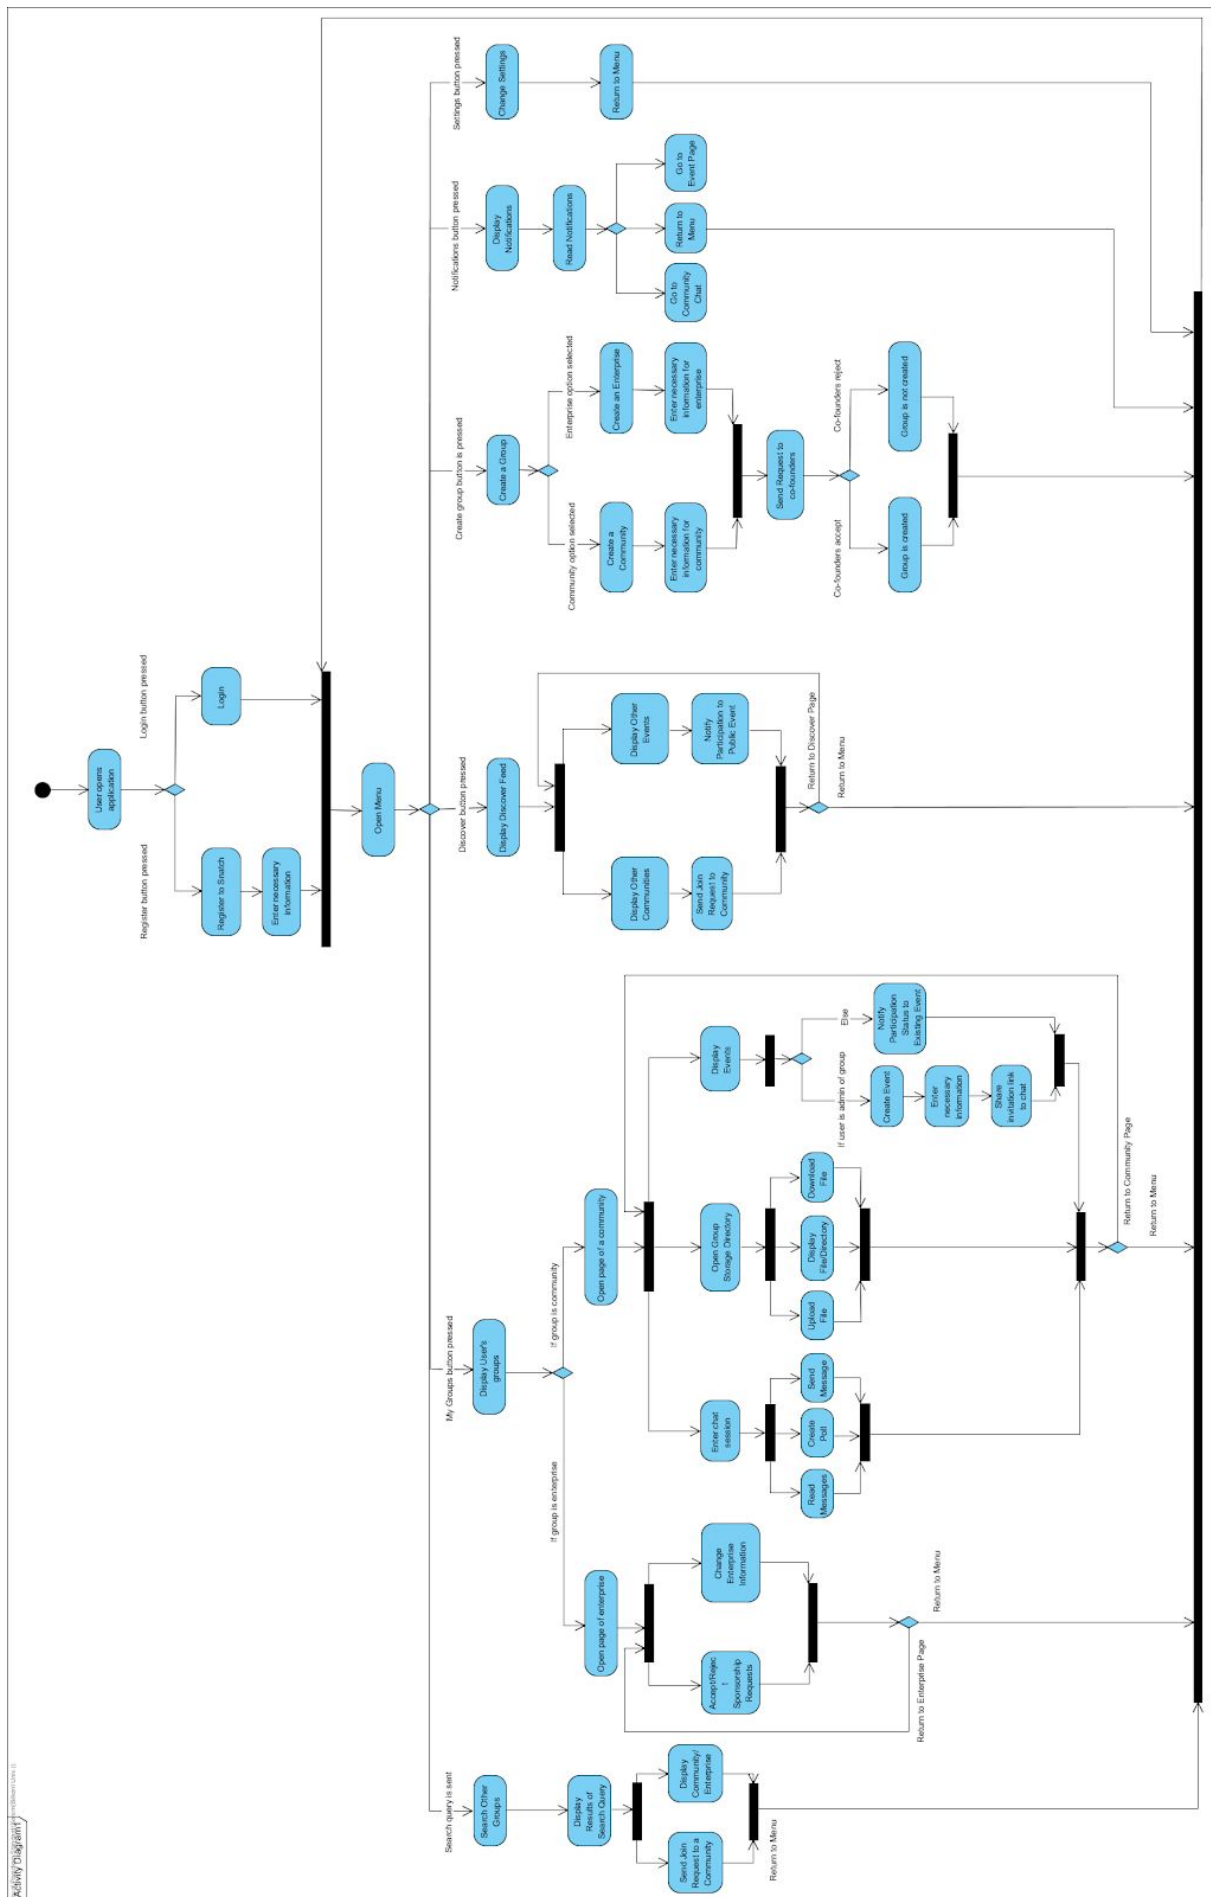 Activity Diagram1
User opens
application
Register button pressed
Login button pressed
Register to Snatch
Login
Enter necessary
information
Open Menu
Search query is sent
My Groups button pressed
Discover button pressed
Create group button is pressed
Notifications button pressed
Settings button pressed
Search Other
Groups
Display User's
groups
Display Discover Feed
Create a Group
Display
Notifications
Change Settings
Display
Results of
Search Query
If group is enterprise
If group is community
Community option selected
Enterprise option selected
Read Notifications
Return to Menu
Open page of enterprise
Open page of a community
Display Other
Communities
Display Other
Events
Create a
Community
Create an Enterprise
Send Join
Request to a
Community
Display
Community/
Enterprise
Return to Menu
Accept/Rejec
t
Sponsorship
Requests
Change
Enterprise
Information
Enter chat
session
Open Group
Storage Directory
Display
Events
Send Join
Request to
Community
Notify
Participation to
Public Event
Enter necessary
information for
community
Enter necessary
information for
enterprise
Go to
Community
Chat
Return to
Menu
Go to
Event Page
Read
Messages
Create
Poll
Send
Message
Upload
File
Display
File/Directory
Download
File
If user is admin of group
Else
Return to Discover Page
Return to Menu
Send Request to
co-founders
Create Event
Notify
Participation
Status to
Existing Event
Enter
necessary
information
Share
invitation link
to chat
Co-founders accept
Co-founders reject
Group is created
Group is not created
Return to Enterprise Page
Return to Menu
Return to Community Page
Return to Menu